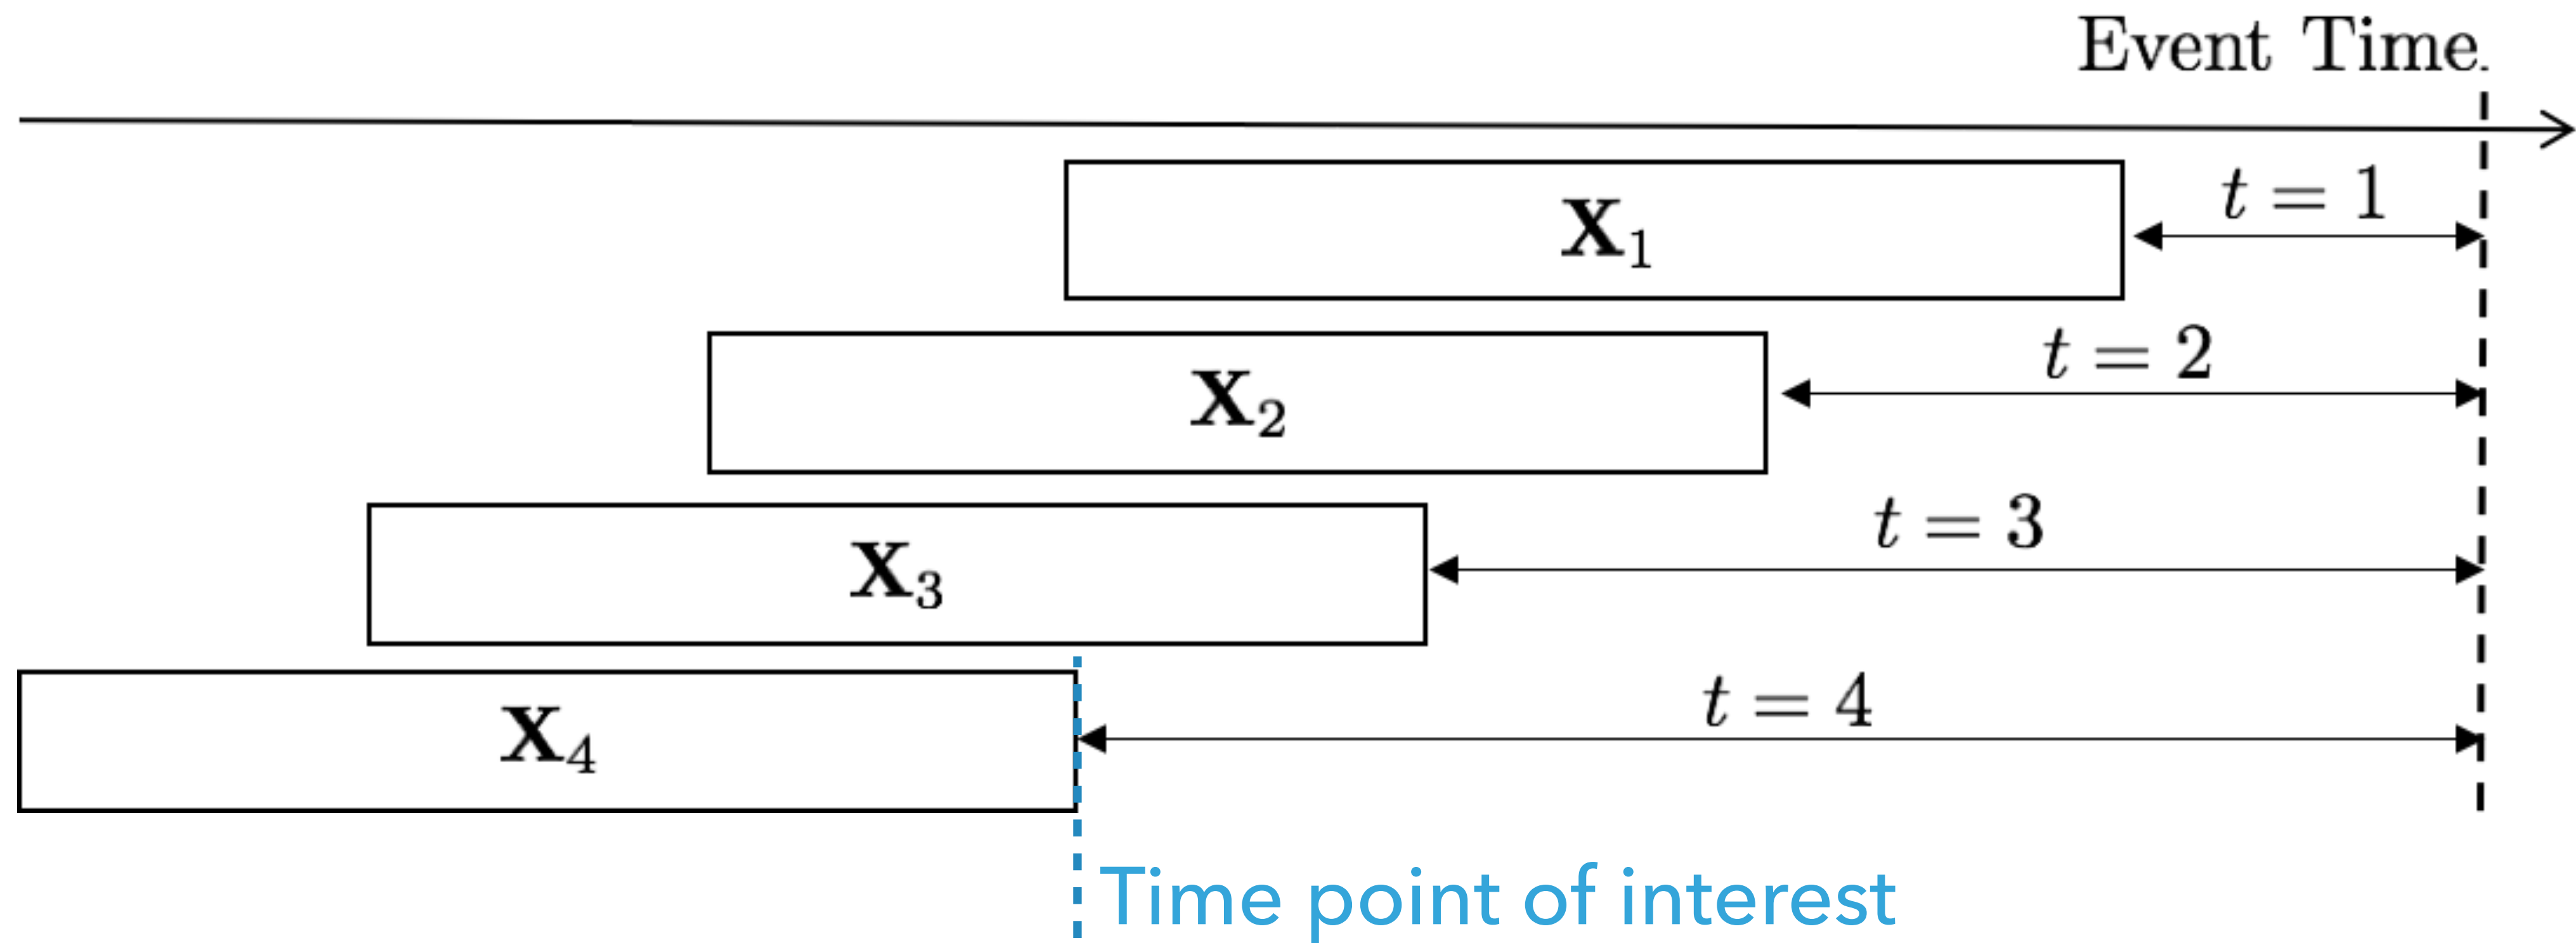 Event Time
X₁
t = 1
X₂
t = 2
X₃
t = 3
X₄
t = 4
Time point of interest